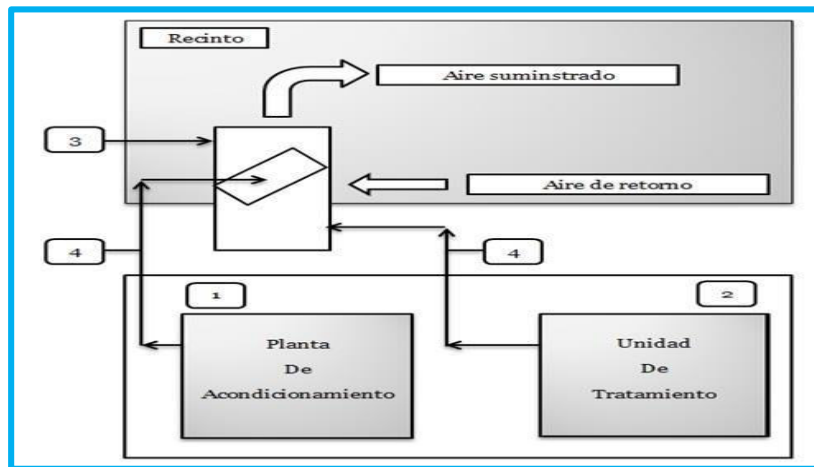 Recinto
Aire suminstrado
3
Aire de retorno
4
4
1
2
Planta
De
Acondicionamiento
Unidad
De
Tratamiento